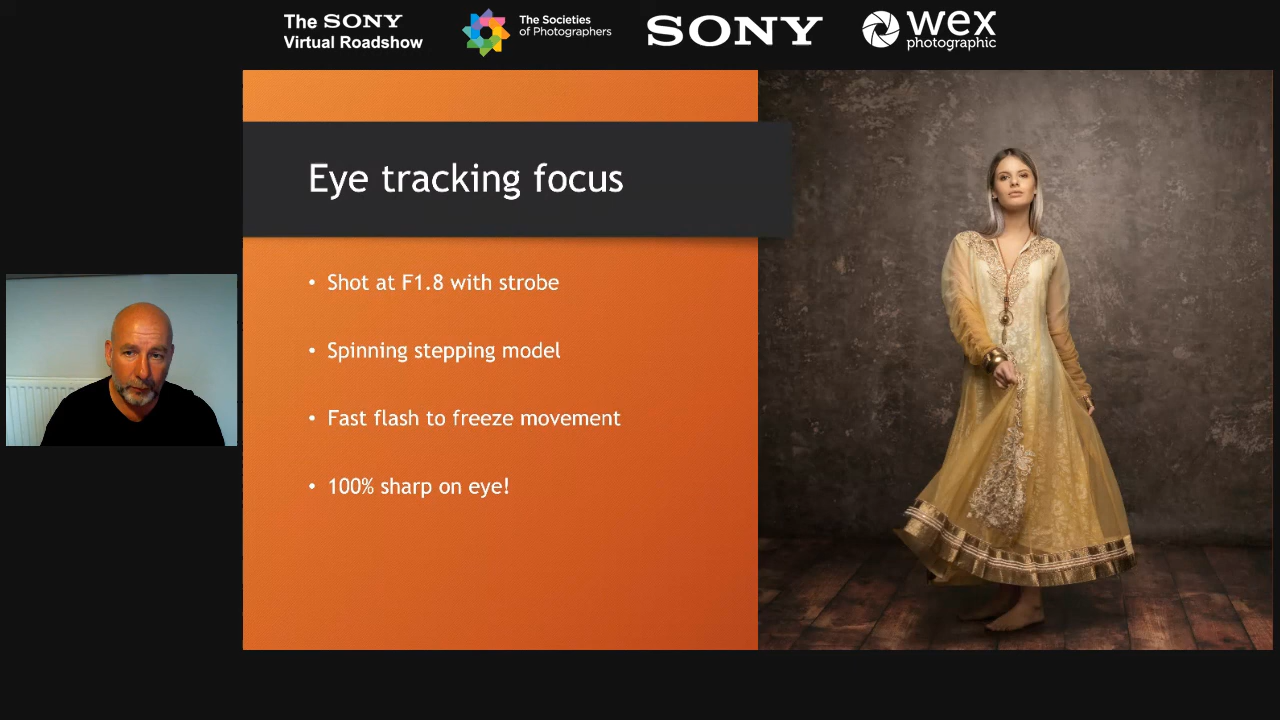 The SONY
Virtual Roadshow
The Societies
of Photographers
SONY
wex
photographic
Eye tracking focus
• Shot at F1.8 with strobe
• Spinning stepping model
• Fast flash to freeze movement
• 100% sharp on eye!